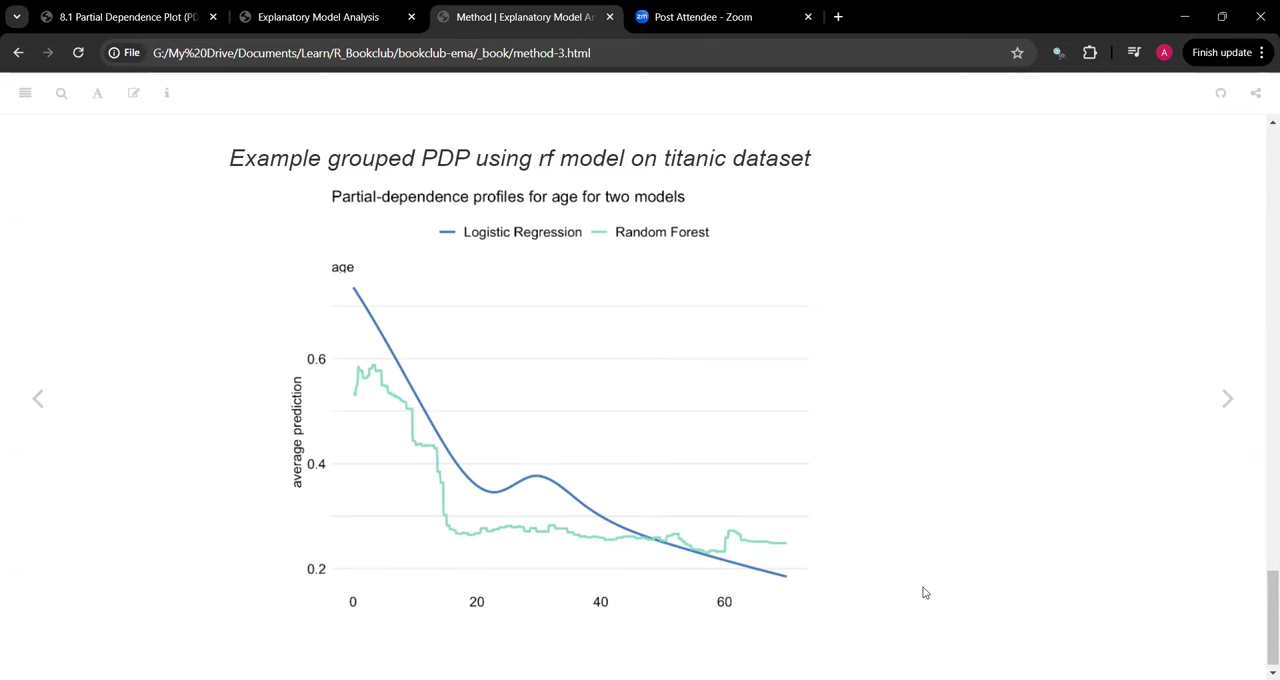 8.1 Partial Dependence Plot (PD
Explanatory Model Analysis
Method | Explanatory Model Ar
zm Post Attendee - Zoom
File G:/My%20Drive/Documents/Learn/R_Bookclub/bookclub-ema/_book/method-3.html
A
Finish update
A
i
Example grouped PDP using rf model on titanic dataset
Partial-dependence profiles for age for two models
Logistic Regression Random Forest
age
0.6
average prediction
0.4
0.2
0 20 40 60